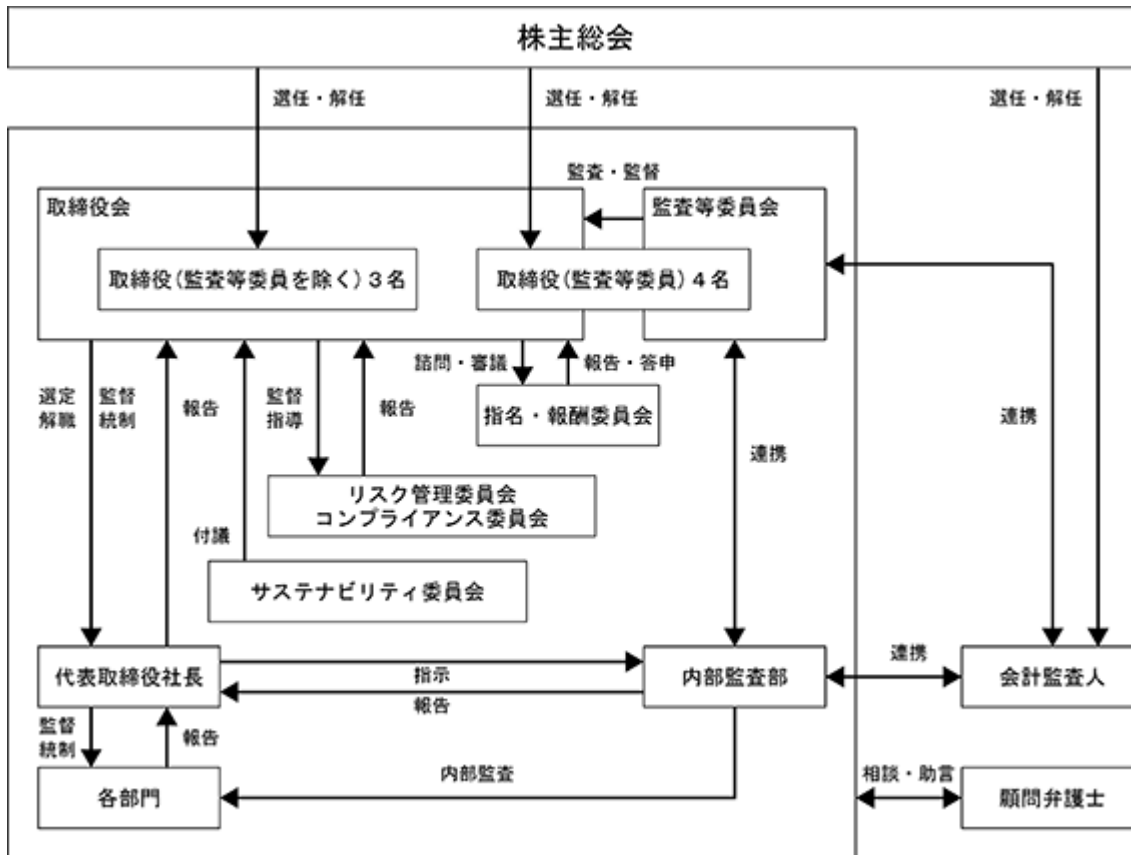 株主総会
選任・解任
選任・解任
選任・解任
監査・監督
取締役会
監査等委員会
取締役(監査等委員を除く)3名
取締役(監査等委員)4名
選定
解職
監督
統制
報告
監督
指導
報告
諮問・審議
報告・答申
指名・報酬委員会
連携
連携
リスク管理委員会
コンプライアンス委員会
付議
サステナビリティ委員会
代表取締役社長
指示
報告
内部監査部
連携
会計監査人
監督
統制
報告
内部監査
相談・助言
各部門
顧問弁護士